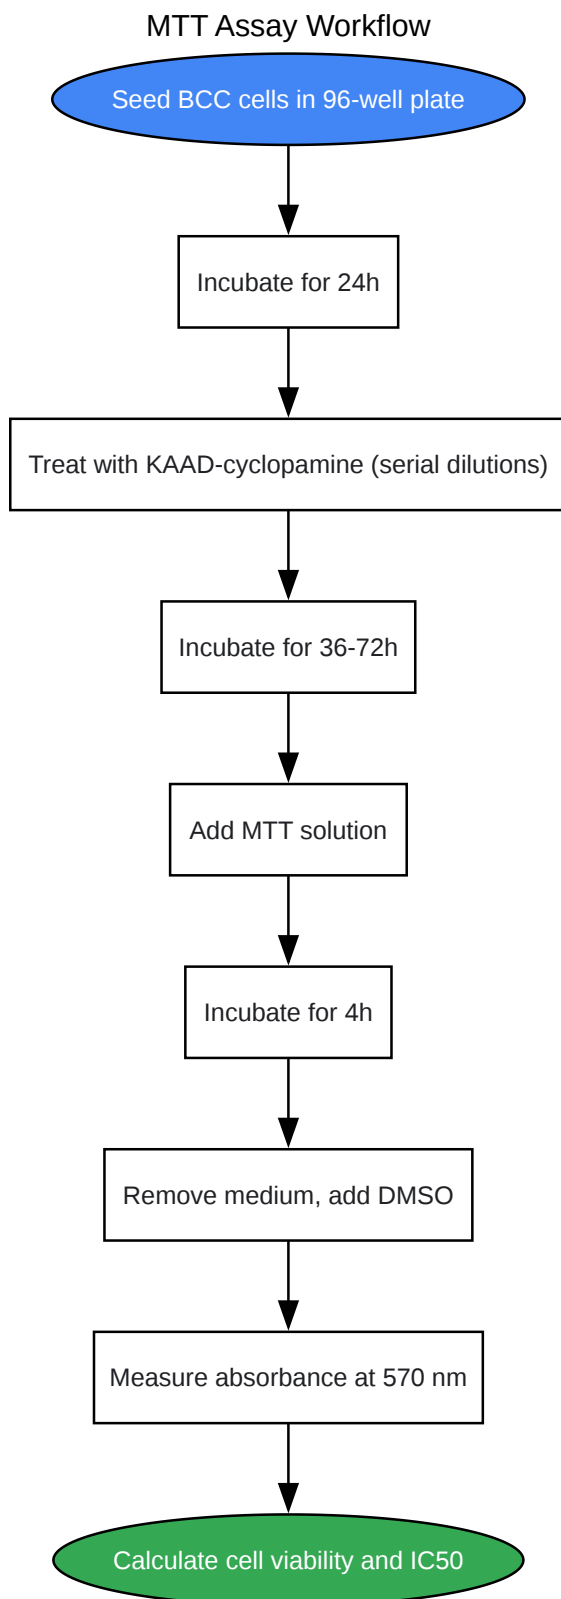 MTT Assay Workflow
Seed BCC cells in 96-well plate
Incubate for 24h
Treat with KAAD-cyclopamine (serial dilutions)
Incubate for 36-72h
Add MTT solution
Incubate for 4h
Remove medium, add DMSO
Measure absorbance at 570 nm
Calculate cell viability and IC50